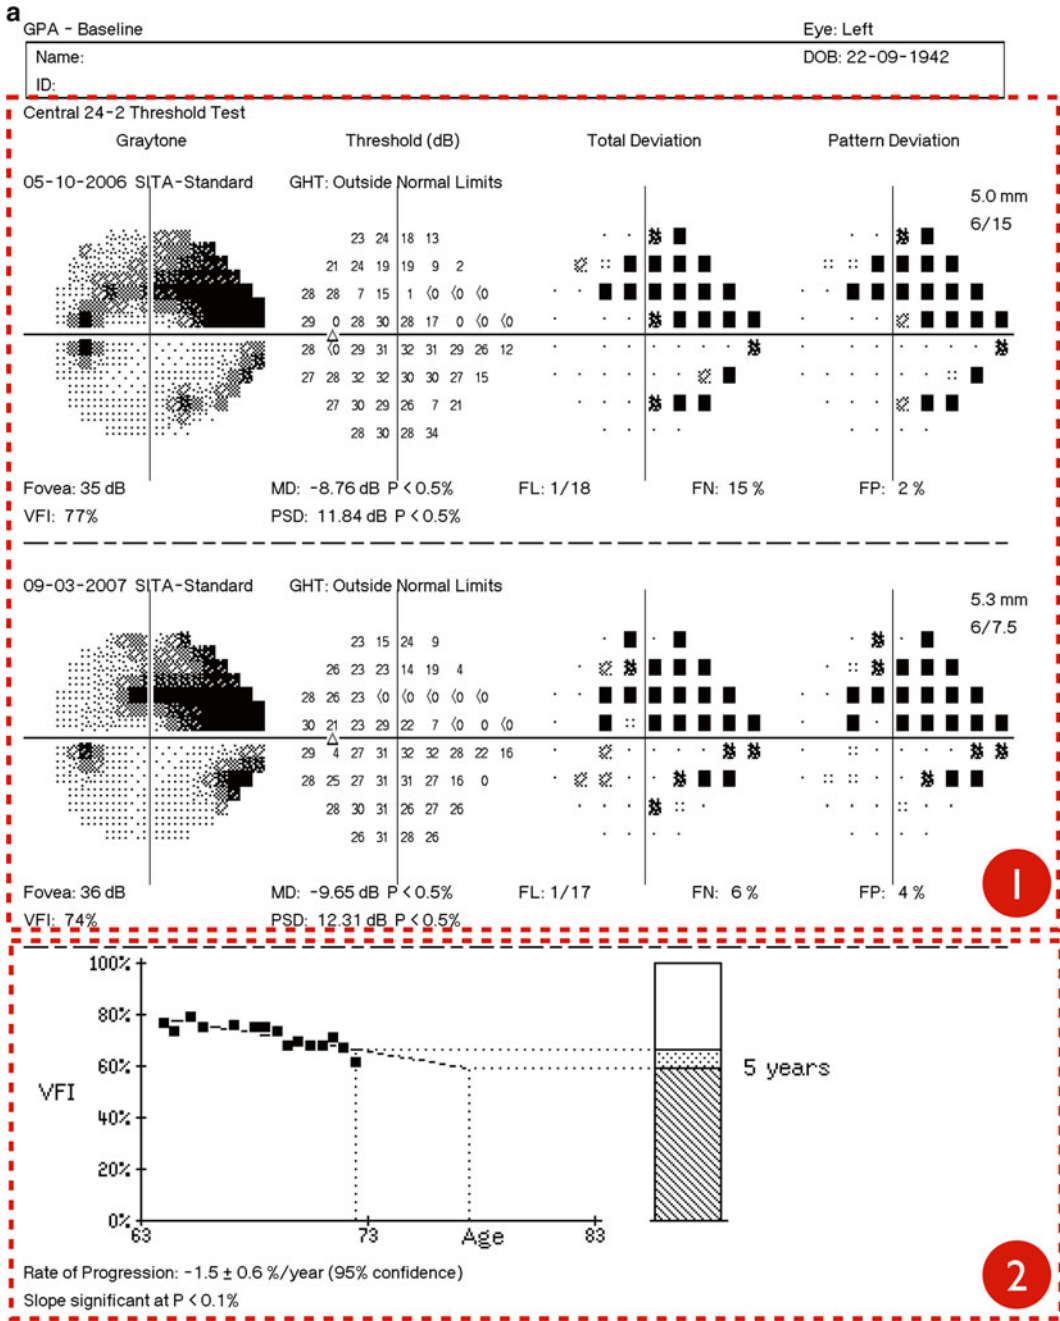 a
GPA - Baseline Eye: Left
Name: DOB: 22-09-1942
ID:
Central 24-2 Threshold Test
Graytone Threshold (dB) Total Deviation Pattern Deviation
05-10-2006 SITA-Standard GHT: Outside Normal Limits 5.0 mm
6/15
23 24 18 13
21 24 19 19 9 2
28 28 7 15 1 〈0 〈0 〈0
29 0 28 30 28 17 0 〈0 〈0
28 〈0 29 31 32 31 29 26 12
27 28 32 32 30 30 27 15
27 30 29 26 7 21
28 30 28 34
Fovea: 35 dB MD: -8.76 dB P < 0.5% FL: 1/18 FN: 15 % FP: 2 %
VFI: 77% PSD: 11.84 dB P < 0.5%
09-03-2007 SITA-Standard GHT: Outside Normal Limits 5.3 mm
6/7.5
23 15 24 9
26 23 23 14 19 4
28 26 23 〈0 〈0 〈0 〈0 〈0
30 21 23 29 22 7 〈0 0 〈0
29 4 27 31 32 32 28 22 16
28 25 27 31 31 27 16 0
28 30 31 26 27 26
26 31 28 26
Fovea: 36 dB MD: -9.65 dB P < 0.5% FL: 1/17 FN: 6 % FP: 4 %
VFI: 74% PSD: 12.31 dB P < 0.5%
1
100%
80%
60%
40%
20%
0%
VFI
5 years
63 73 Age 83
Rate of Progression: -1.5 ± 0.6 %/year (95% confidence)
Slope significant at P < 0.1%
2